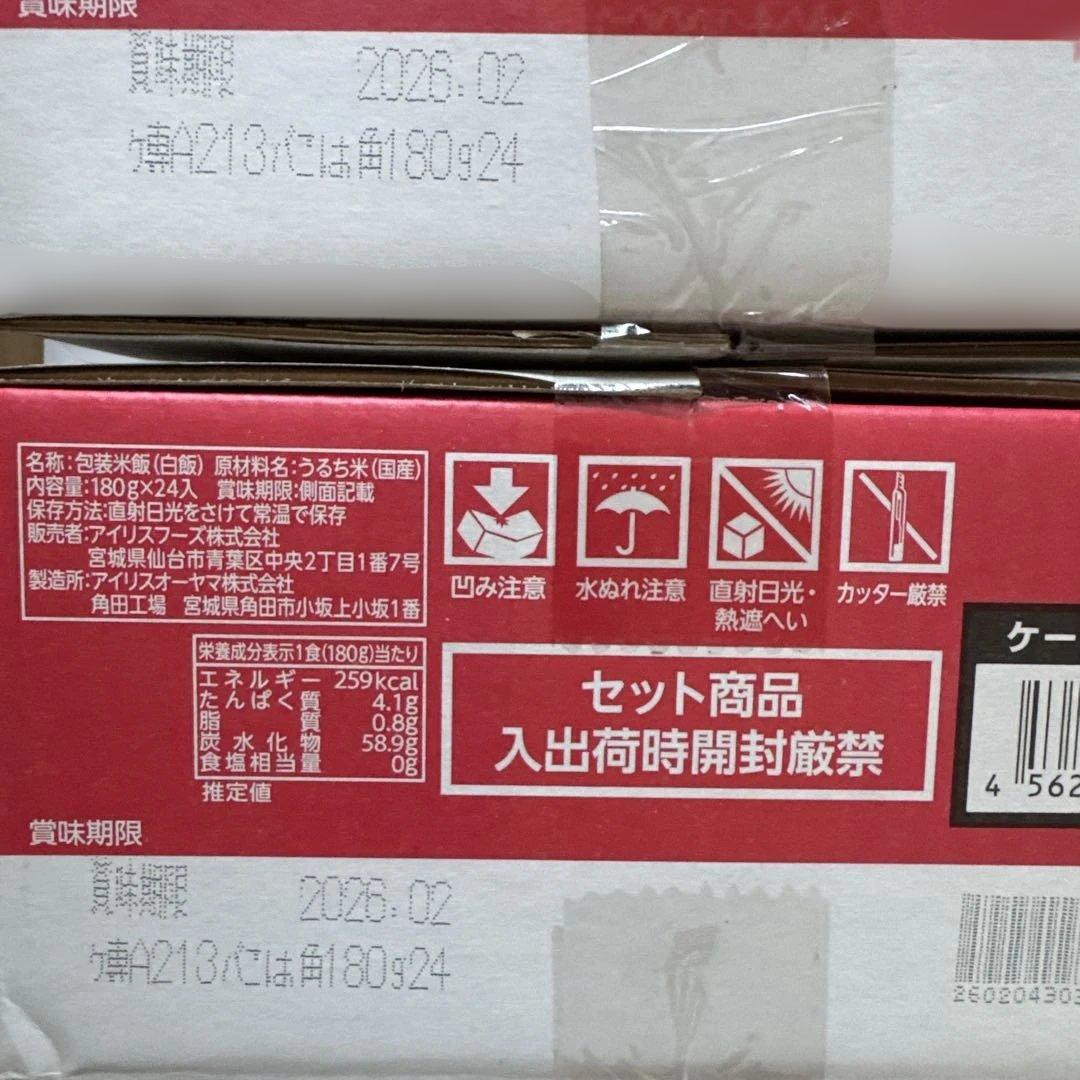 賞味期限
2026.02
A213パごは角180g24
名称:包装米飯(白飯) 原材料名:うるち米(国産)
内容量:180g×24入 賞味期限:側面記載
保存方法:直射日光をさけて常温で保存
販売者:アイリスフーズ株式会社
宮城県仙台市青葉区中央2丁目1番7号
製造所:アイリスオーヤマ株式会社
角田工場 宮城県角田市小坂上小坂1番
凹み注意
水ぬれ注意
直射日光・
熱遮へい
カッター厳禁
栄養成分表示1食(180g)当たり
エネルギー 259kcal
たんぱく質 4.1g
脂質 0.8g
炭水化物 58.9g
食塩相当量 0g
推定値
セット商品
入出荷時開封厳禁
ケー
4 562
賞味期限
2026.02
A213パごは角180g24
260204303